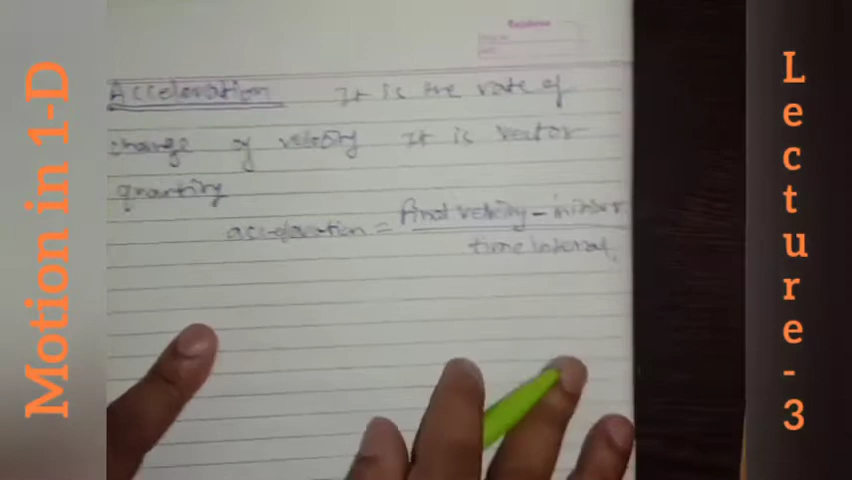 Motion in 1-D
Acceleration It is the rate of
change of velocity It is vector
quantity
acceleration = final velocity - initial
time interval
Lecture-3